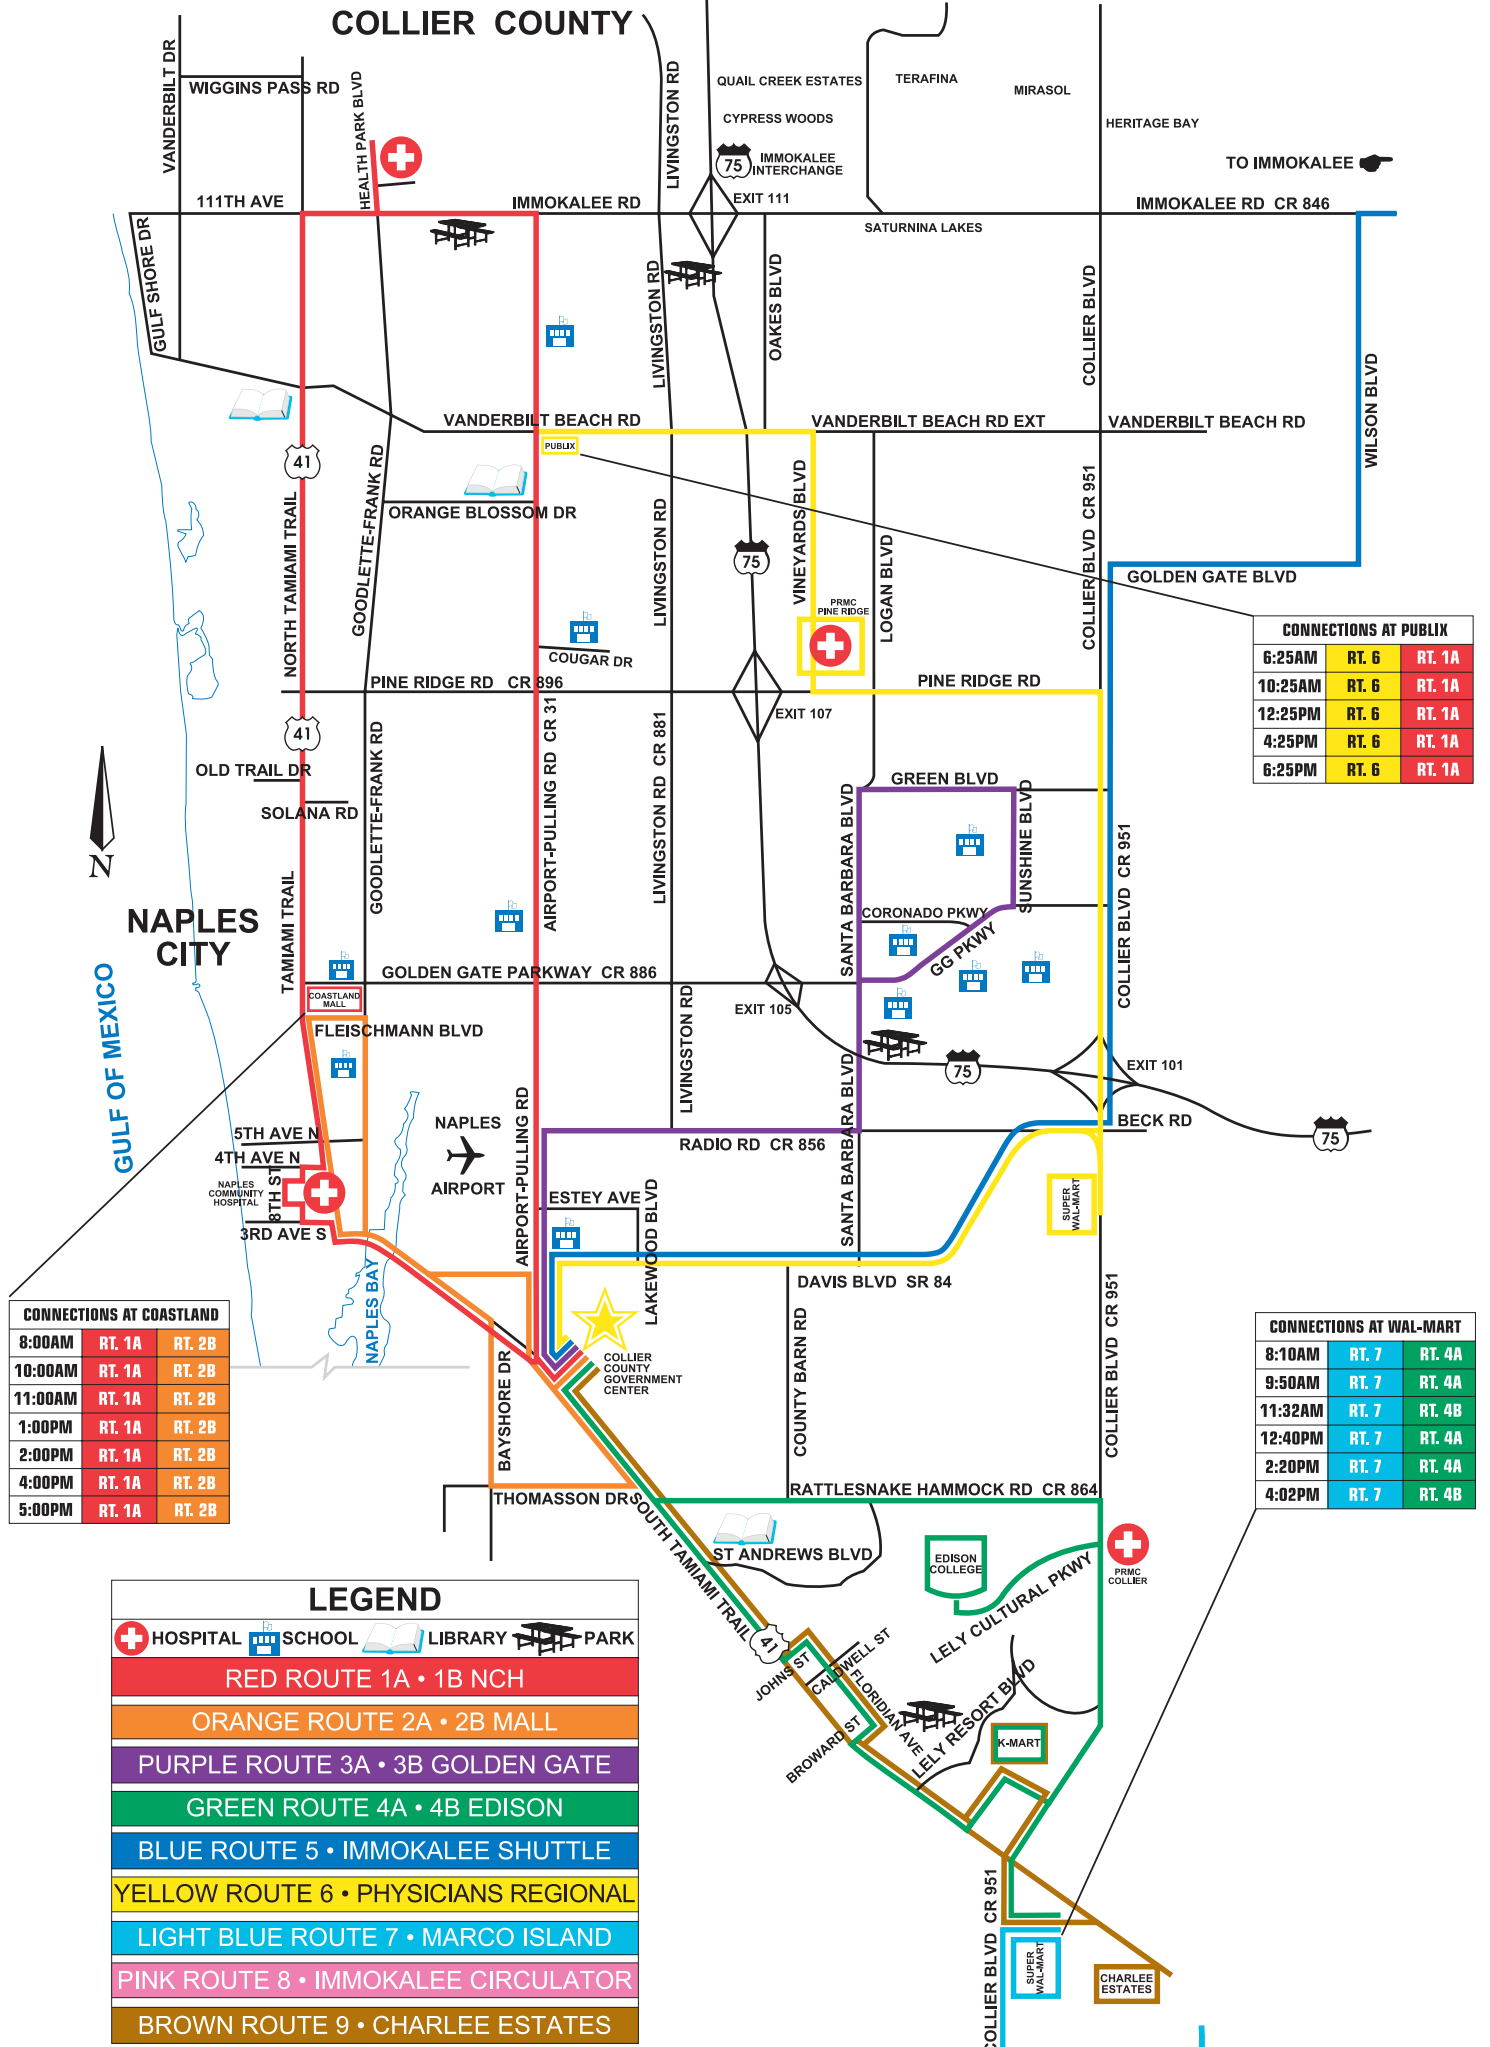 COLLIER COUNTY
VANDERBILT DR
WIGGINS PASS RD
HEALTH PARK BLVD
LIVINGSTON RD
QUAIL CREEK ESTATES
TERAFINA
MIRASOL
CYPRESS WOODS
HERITAGE BAY
75
IMMOKALEE
INTERCHANGE
TO IMMOKALEE
EXIT 111
111TH AVE
IMMOKALEE RD
IMMOKALEE RD CR 846
SATURNINA LAKES
GULF SHORE DR
LIVINGSTON RD
OAKES BLVD
COLLIER BLVD
WILSON BLVD
VANDERBILT BEACH RD
VANDERBILT BEACH RD EXT
VANDERBILT BEACH RD
PUBLIX
41
NORTH TAMIAMI TRAIL
GOODLETTE-FRANK RD
ORANGE BLOSSOM DR
LIVINGSTON RD
75
VINEYARDS BLVD
LOGAN BLVD
COLLIER BLVD CR 951
GOLDEN GATE BLVD
PRMC
PINE RIDGE
COUGAR DR
PINE RIDGE RD CR 896
PINE RIDGE RD
EXIT 107
CONNECTIONS AT PUBLIX
6:25AM RT. 6 RT. 1A
10:25AM RT. 6 RT. 1A
12:25PM RT. 6 RT. 1A
4:25PM RT. 6 RT. 1A
6:25PM RT. 6 RT. 1A
41
OLD TRAIL DR
SOLANA RD
GOODLETTE-FRANK RD
AIRPORT-PULLING RD CR 31
LIVINGSTON RD CR 881
GREEN BLVD
SANTA BARBARA BLVD
SUNSHINE BLVD
COLLIER BLVD CR 951
N
NAPLES
CITY
TAMIAMI TRAIL
CORONADO PKWY
GG PKWY
GOLDEN GATE PARKWAY CR 886
COASTLAND
MALL
EXIT 105
FLEISCHMANN BLVD
GULF OF MEXICO
LIVINGSTON RD
SANTA BARBARA BLVD
75
EXIT 101
BECK RD
75
5TH AVE N
4TH AVE N
NAPLES
COMMUNITY
HOSPITAL
8TH ST
3RD AVE S
NAPLES
AIRPORT
AIRPORT-PULLING RD
RADIO RD CR 856
ESTEY AVE
LAKEWOOD BLVD
SUPER
WAL-MART
NAPLES BAY
DAVIS BLVD SR 84
COLLIER
COUNTY
GOVERNMENT
CENTER
COUNTY BARN RD
COLLIER BLVD CR 951
CONNECTIONS AT COASTLAND
8:00AM RT. 1A RT. 2B
10:00AM RT. 1A RT. 2B
11:00AM RT. 1A RT. 2B
1:00PM RT. 1A RT. 2B
2:00PM RT. 1A RT. 2B
4:00PM RT. 1A RT. 2B
5:00PM RT. 1A RT. 2B
CONNECTIONS AT WAL-MART
8:10AM RT. 7 RT. 4A
9:50AM RT. 7 RT. 4A
11:32AM RT. 7 RT. 4B
12:40PM RT. 7 RT. 4A
2:20PM RT. 7 RT. 4A
4:02PM RT. 7 RT. 4B
BAYSHORE DR
THOMASSON DR
RATTLESNAKE HAMMOCK RD CR 864
SOUTH TAMIAMI TRAIL
ST ANDREWS BLVD
EDISON
COLLEGE
PRMC
COLLIER
LELY CULTURAL PKWY
41
JOHNS ST
CALDWELL ST
FLORIDIAN AVE
BROWARD ST
LELY RESORT BLVD
K-MART
COLLIER BLVD CR 951
SUPER
WAL-MART
CHARLEE
ESTATES
LEGEND
HOSPITAL SCHOOL LIBRARY PARK
RED ROUTE 1A • 1B NCH
ORANGE ROUTE 2A • 2B MALL
PURPLE ROUTE 3A • 3B GOLDEN GATE
GREEN ROUTE 4A • 4B EDISON
BLUE ROUTE 5 • IMMOKALEE SHUTTLE
YELLOW ROUTE 6 • PHYSICIANS REGIONAL
LIGHT BLUE ROUTE 7 • MARCO ISLAND
PINK ROUTE 8 • IMMOKALEE CIRCULATOR
BROWN ROUTE 9 • CHARLEE ESTATES